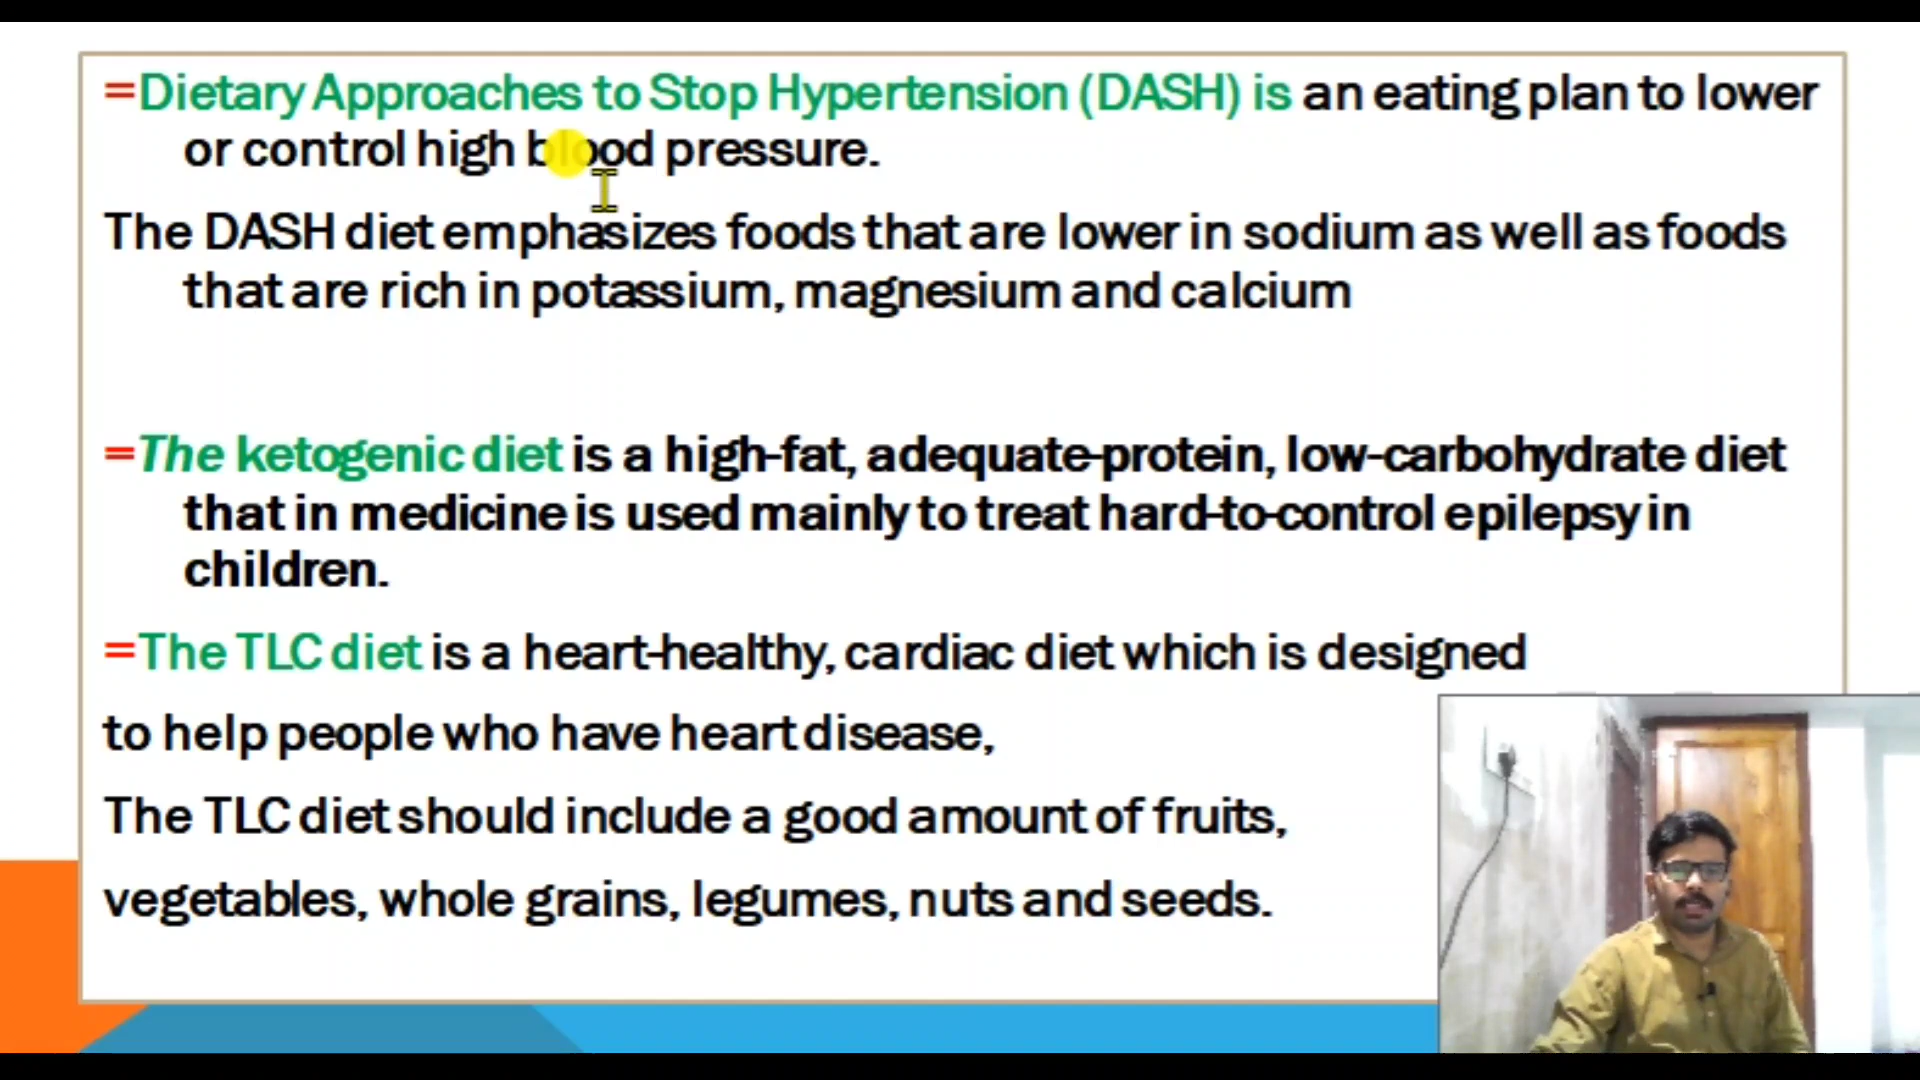 =Dietary Approaches to Stop Hypertension (DASH) is an eating plan to lower
or control high blood pressure.
The DASH diet emphasizes foods that are lower in sodium as well as foods
that are rich in potassium, magnesium and calcium
=The ketogenic diet is a high-fat, adequate-protein, low-carbohydrate diet
that in medicine is used mainly to treat hard-to-control epilepsy in
children.
=The TLC diet is a heart-healthy, cardiac diet which is designed
to help people who have heart disease,
The TLC diet should include a good amount of fruits,
vegetables, whole grains, legumes, nuts and seeds.